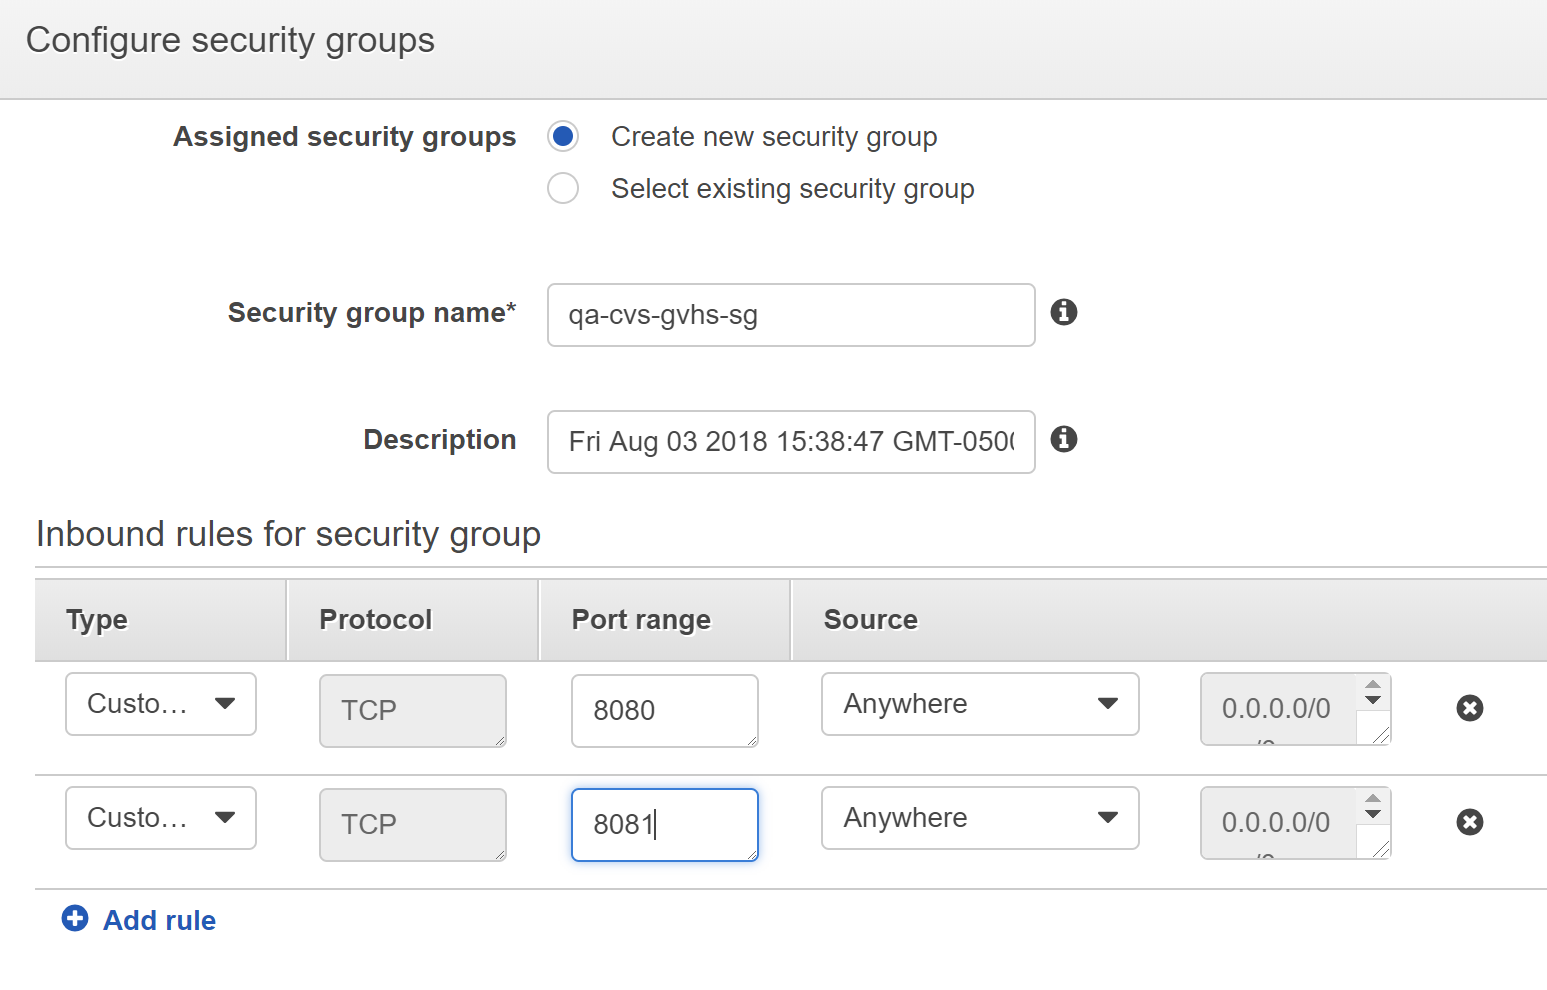 Configure security groups
Assigned security groups
Create new security group
Select existing security group
Security group name*
qa-cvs-gvhs-sg
Description
Fri Aug 03 2018 15:38:47 GMT-050
Inbound rules for security group
Type Protocol Port range Source
Custo... TCP 8080 Anywhere 0.0.0.0/0
Custo... TCP 8081 Anywhere 0.0.0.0/0
Add rule